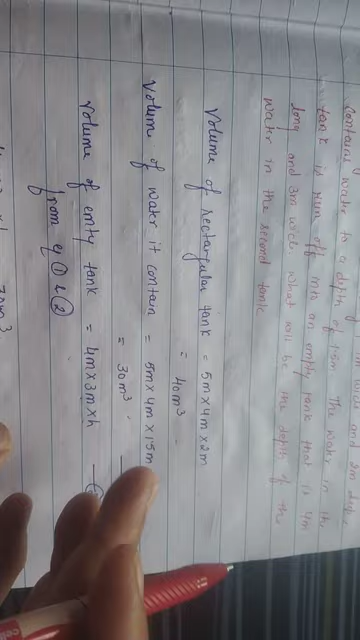 contains water to a depth of 1.5m. The water in the
tank is run off into an empty tank that is 4m
long and 3m wide. What will be the depth of the
water in the second tank
Volume of rectangular tank = 5m x 4m x 2m
= 40m³
Volume of water it contain = 5m x 4m x 1.5m
= 30m³
Volume of emty tank = 4m x 3m x h
from eq ① & ②